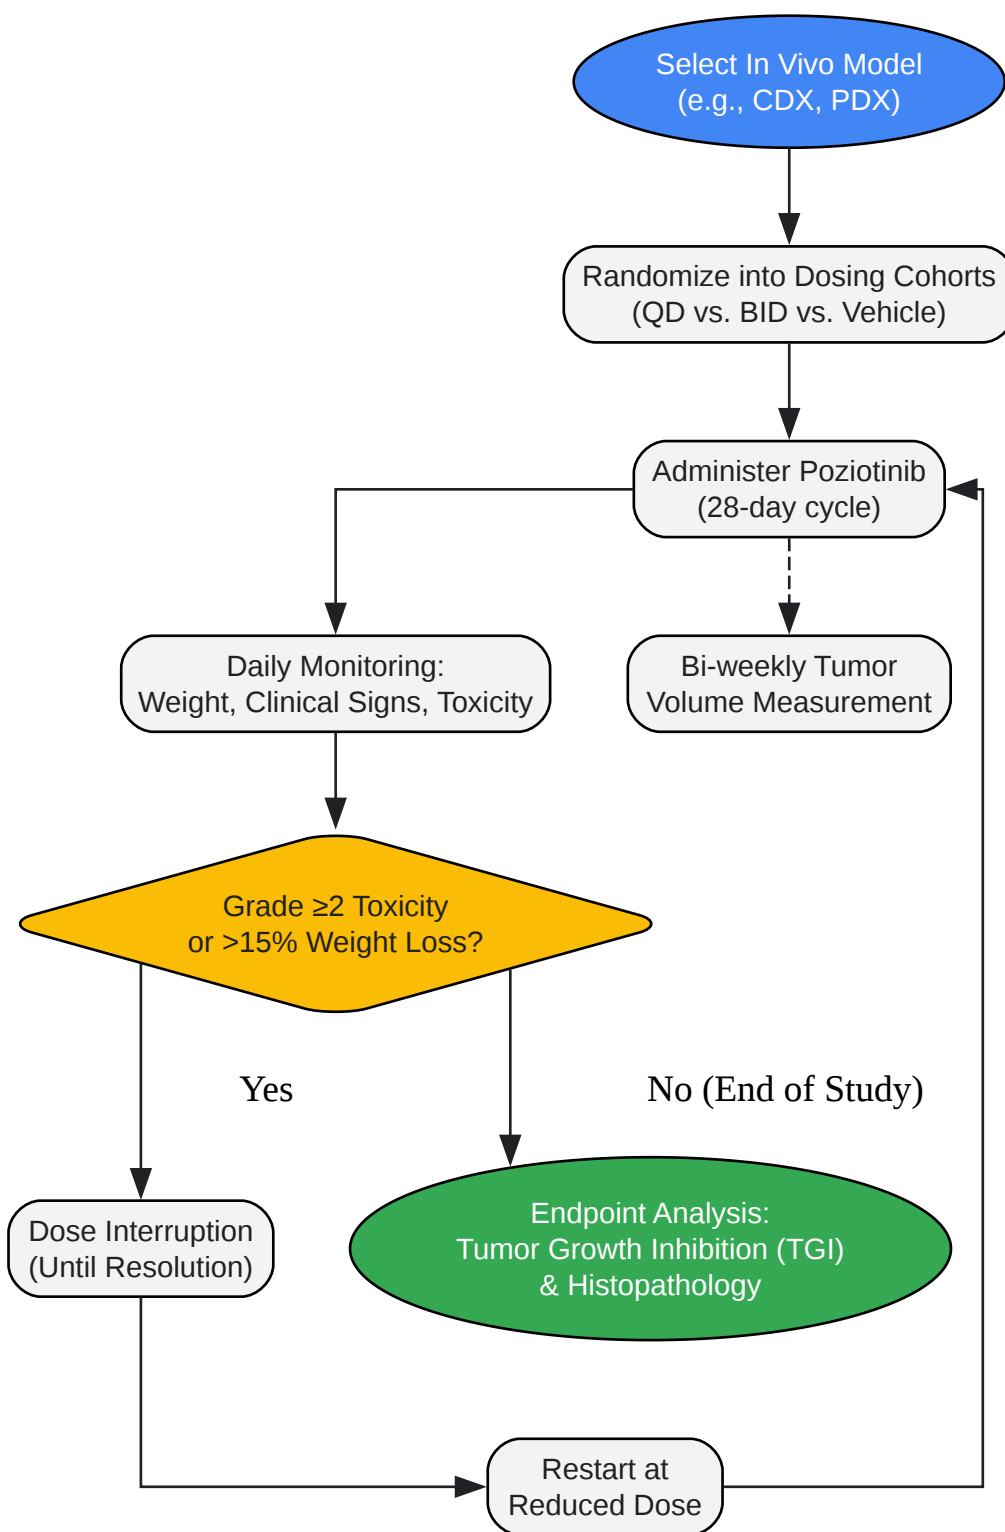 Select In Vivo Model
(e.g., CDX, PDX)
Randomize into Dosing Cohorts
(QD vs. BID vs. Vehicle)
Administer Poziotinib
(28-day cycle)
Daily Monitoring:
Weight, Clinical Signs, Toxicity
Bi-weekly Tumor
Volume Measurement
Grade ≥2 Toxicity
or >15% Weight Loss?
Yes
No (End of Study)
Dose Interruption
(Until Resolution)
Endpoint Analysis:
Tumor Growth Inhibition (TGI)
& Histopathology
Restart at
Reduced Dose